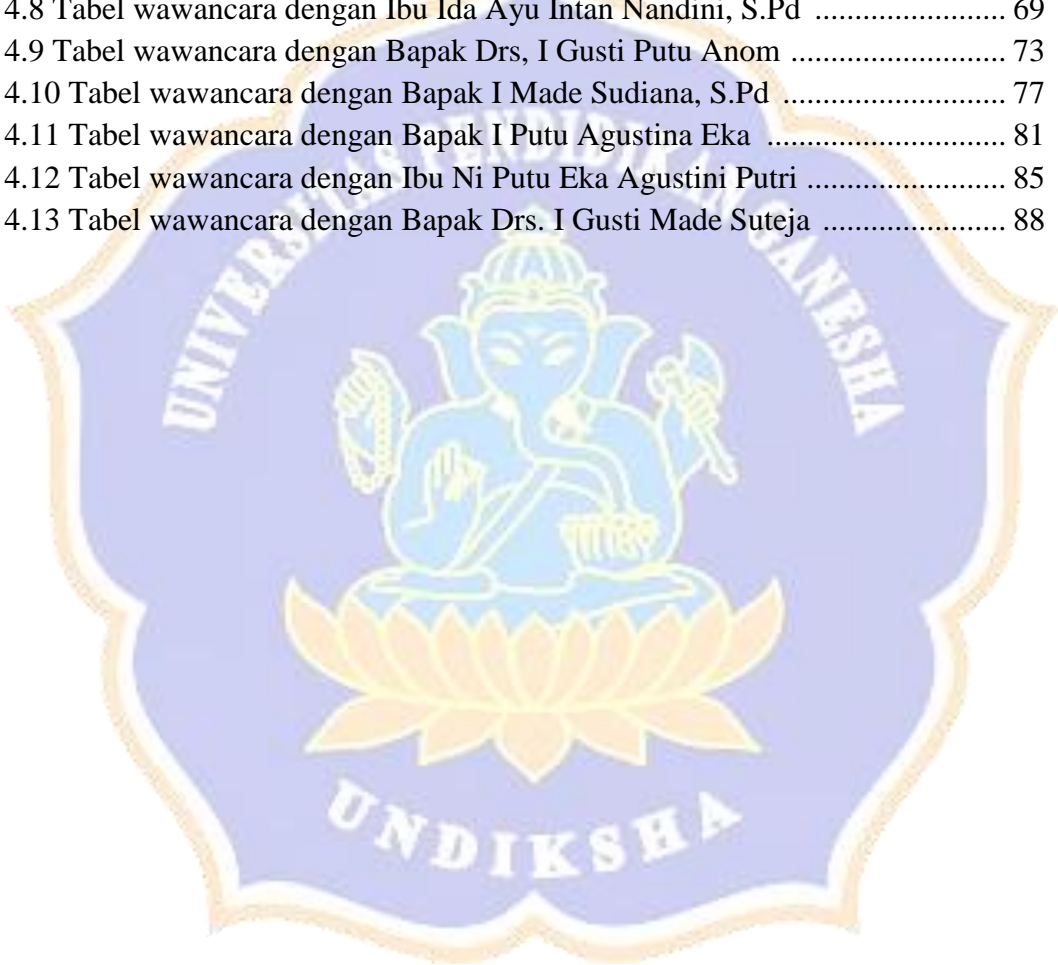 4.8 Tabel wawancara dengan Ibu Ida Ayu Intan Nandini, S.Pd ...................... 69
4.9 Tabel wawancara dengan Bapak Drs, I Gusti Putu Anom ......................... 73
4.10 Tabel wawancara dengan Bapak I Made Sudiana, S.Pd .......................... 77
4.11 Tabel wawancara dengan Bapak I Putu Agustina Eka ............................ 81
4.12 Tabel wawancara dengan Ibu Ni Putu Eka Agustini Putri ....................... 85
4.13 Tabel wawancara dengan Bapak Drs. I Gusti Made Suteja ..................... 88
UNIVERSITAS PENDIDIKAN GANESHA
UNDIKSHA